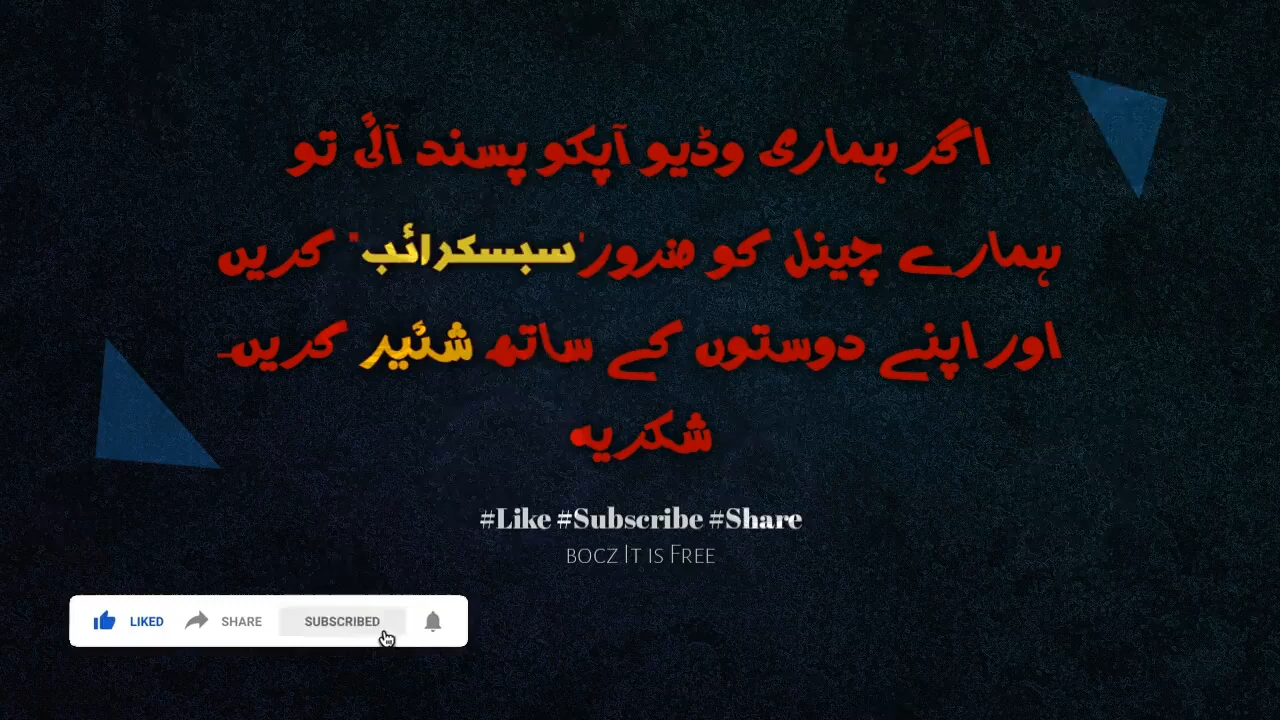 اگر ہماری وڈیو آپکو پسند آئی تو
ہمارے چینل کو ضرور"سبسکرائب" کریں
اور اپنے دوستوں کے ساتھ شئیر کریں۔
شکریہ
#Like #Subscribe #Share
bocz It is Free
LIKED SHARE SUBSCRIBED